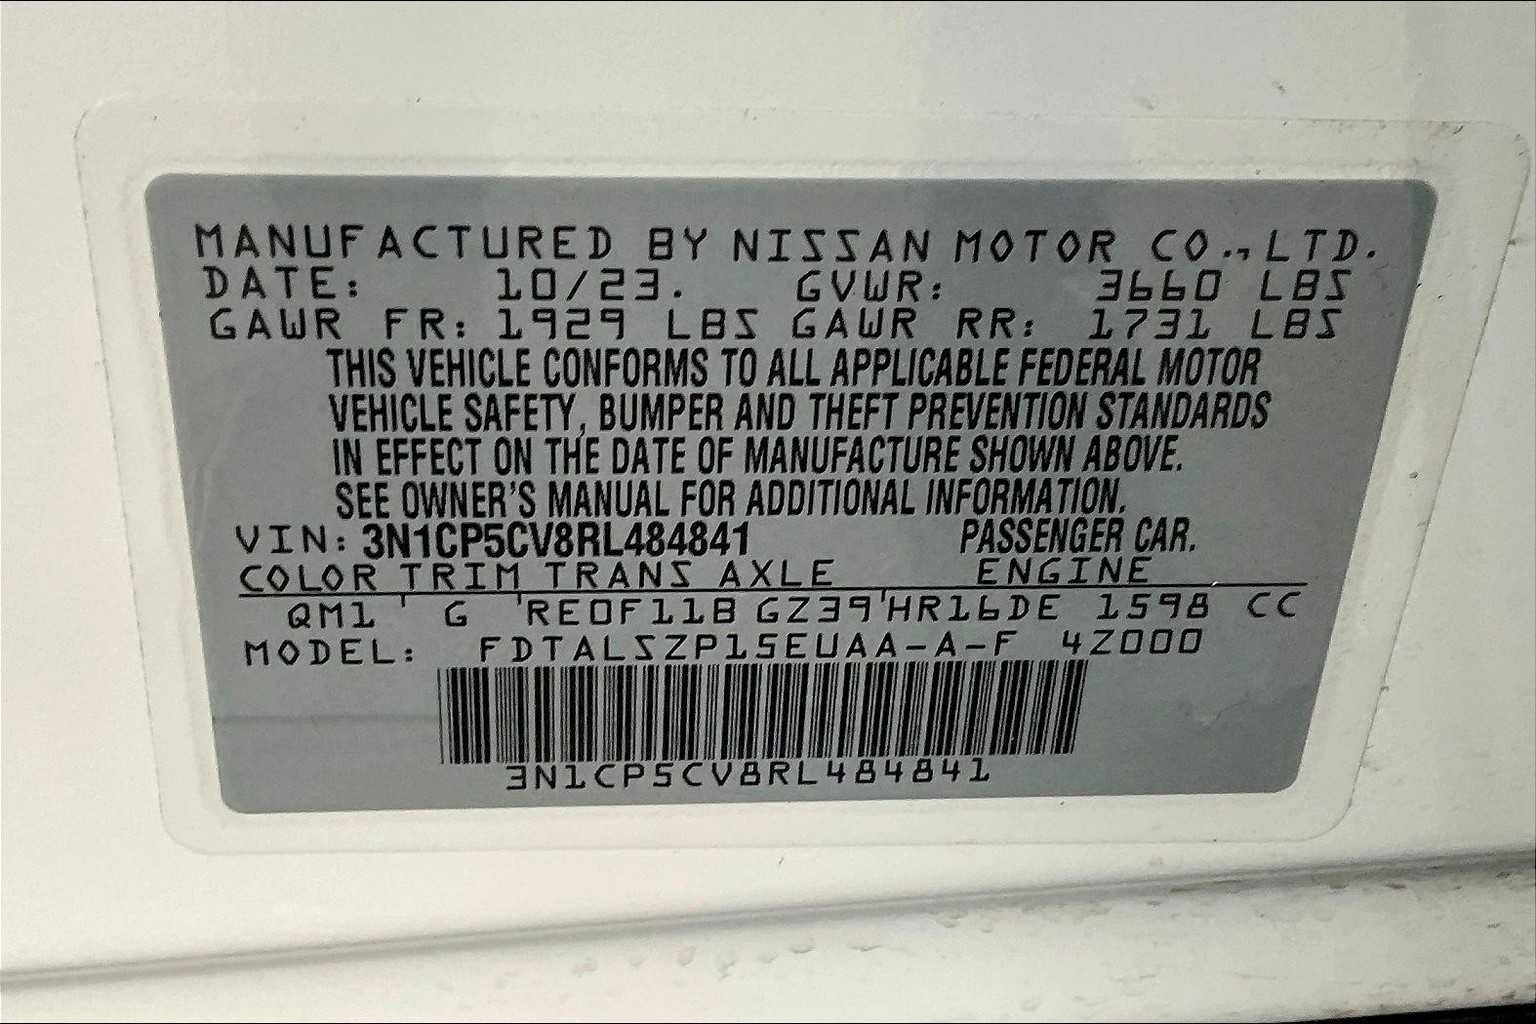 MANUFACTURED BY NISSAN MOTOR CO., LTD.
DATE: 10/23. GVWR: 3660 LBS
GAWR FR: 1929 LBS GAWR RR: 1731 LBS
THIS VEHICLE CONFORMS TO ALL APPLICABLE FEDERAL MOTOR
VEHICLE SAFETY, BUMPER AND THEFT PREVENTION STANDARDS
IN EFFECT ON THE DATE OF MANUFACTURE SHOWN ABOVE.
SEE OWNER'S MANUAL FOR ADDITIONAL INFORMATION.
VIN: 3N1CP5CV8RL484841 PASSENGER CAR.
COLOR TRIM TRANS AXLE ENGINE
QM1 G RE0F11B GZ39 HR16DE 1598 CC
MODEL: FDTALSZP15EUAA-A-F 4Z000
3N1CP5CV8RL484841